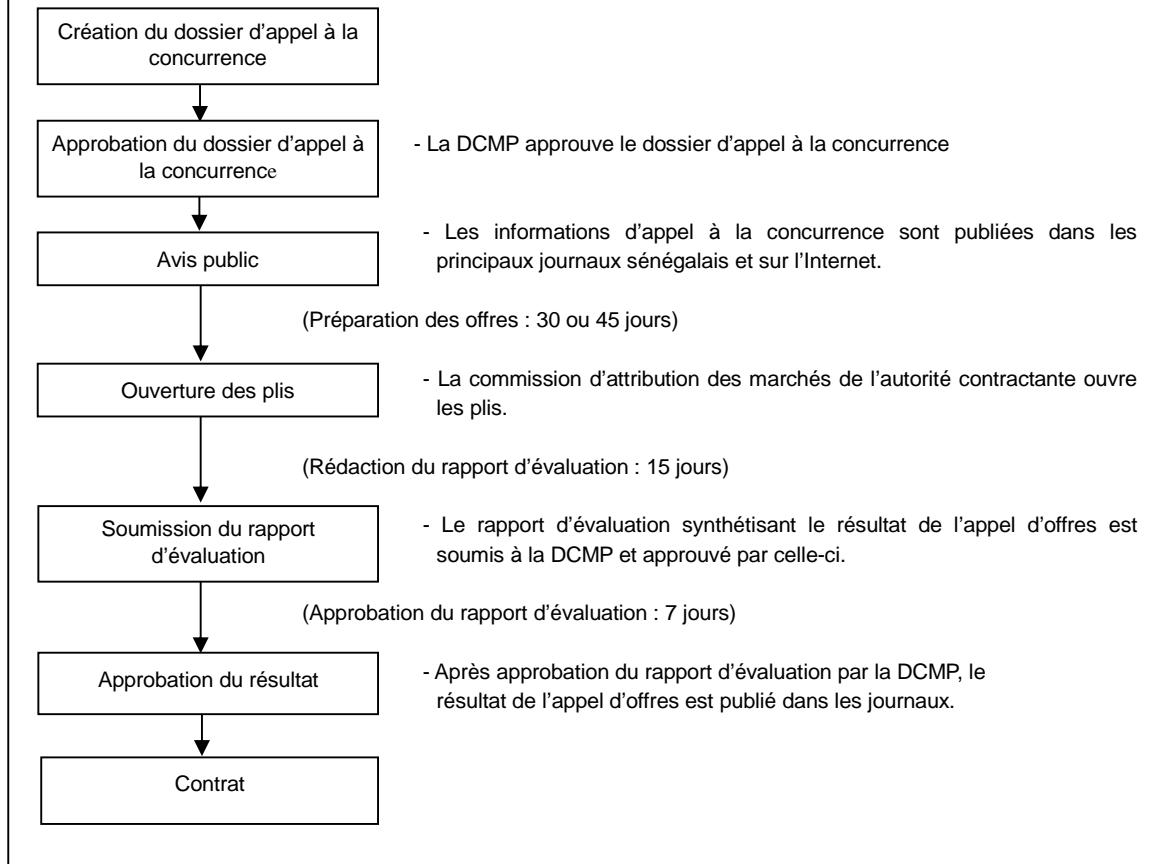 Création du dossier d’appel à la
concurrence
Approbation du dossier d’appel à
la concurrence
- La DCMP approuve le dossier d’appel à la concurrence
Avis public
- Les informations d’appel à la concurrence sont publiées dans les
principaux journaux sénégalais et sur l’Internet.
(Préparation des offres : 30 ou 45 jours)
Ouverture des plis
- La commission d’attribution des marchés de l’autorité contractante ouvre
les plis.
(Rédaction du rapport d’évaluation : 15 jours)
Soumission du rapport
d’évaluation
- Le rapport d’évaluation synthétisant le résultat de l’appel d’offres est
soumis à la DCMP et approuvé par celle-ci.
(Approbation du rapport d’évaluation : 7 jours)
Approbation du résultat
- Après approbation du rapport d’évaluation par la DCMP, le
résultat de l’appel d’offres est publié dans les journaux.
Contrat